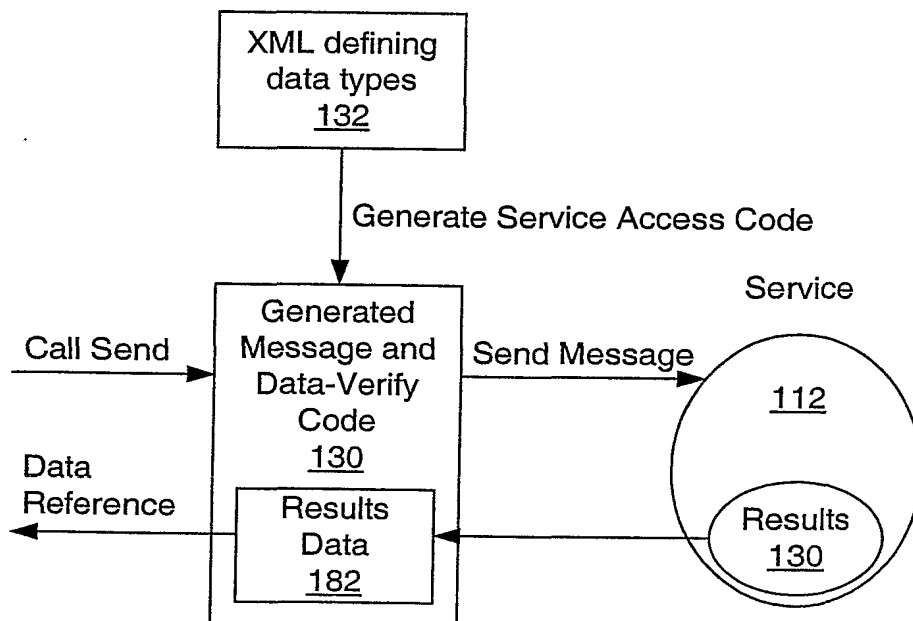 XML defining
data types
132
Generate Service Access Code
Service
Generated
Message and
Data-Verify
Code
130
Call Send
Send Message
112
Data
Reference
Results
Data
182
Results
130